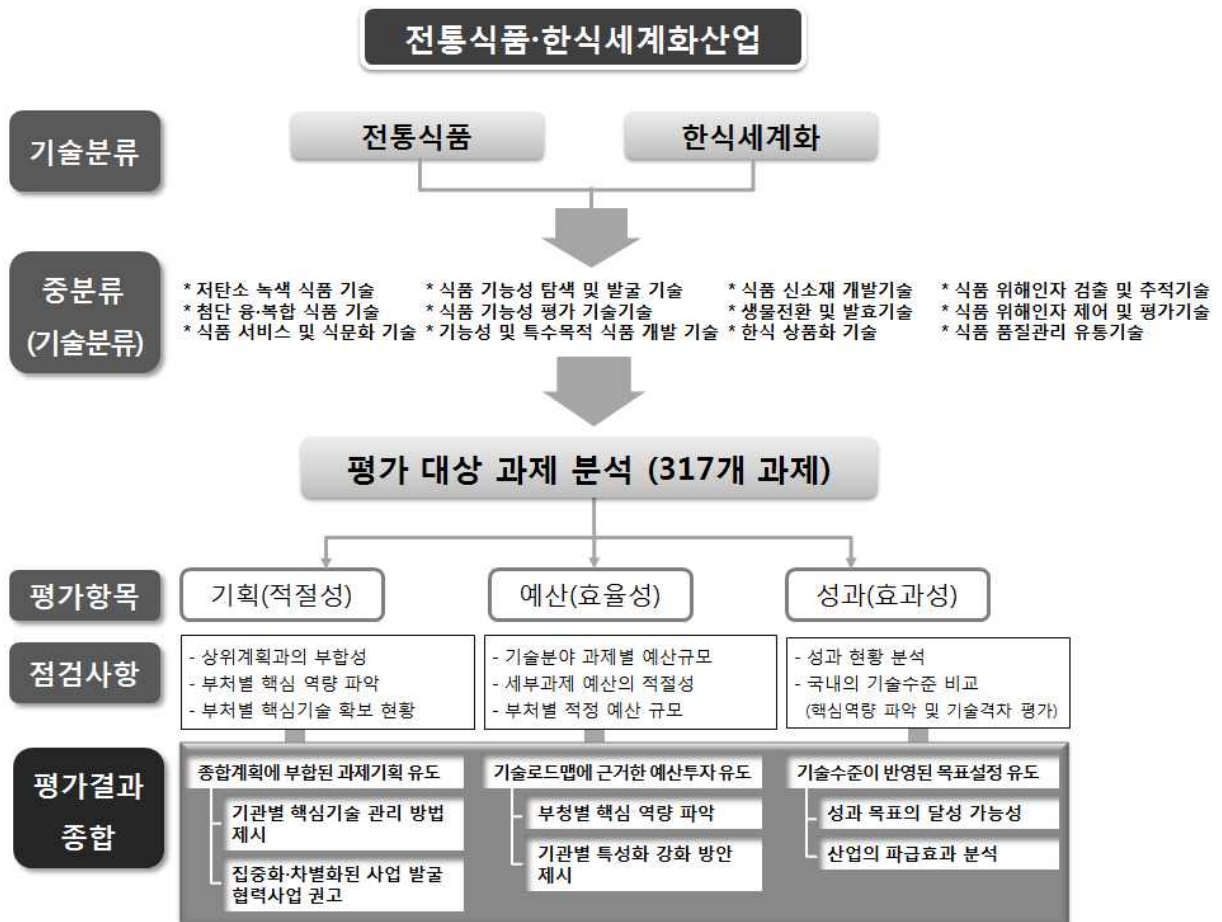 전통식품·한식세계화산업
기술분류
전통식품
한식세계화
중분류
(기술분류)
* 저탄소 녹색 식품 기술
* 첨단 융·복합 식품 기술
* 식품 서비스 및 식문화 기술
* 식품 기능성 탐색 및 발굴 기술
* 식품 기능성 평가 기술기술
* 기능성 및 특수목적 식품 개발 기술
* 식품 신소재 개발기술
* 생물전환 및 발효기술
* 한식 상품화 기술
* 식품 위해인자 검출 및 추적기술
* 식품 위해인자 제어 및 평가기술
* 식품 품질관리 유통기술
평가 대상 과제 분석 (317개 과제)
평가항목
기획(적절성)
예산(효율성)
성과(효과성)
점검사항
- 상위계획과의 부합성
- 부처별 핵심 역량 파악
- 부처별 핵심기술 확보 현황
- 기술분야 과제별 예산규모
- 세부과제 예산의 적절성
- 부처별 적정 예산 규모
- 성과 현황 분석
- 국내의 기술수준 비교
(핵심역량 파악 및 기술격차 평가)
평가결과
종합
종합계획에 부합된 과제기획 유도
기관별 핵심기술 관리 방법
제시
집중화·차별화된 사업 발굴
협력사업 권고
기술로드맵에 근거한 예산투자 유도
부청별 핵심 역량 파악
기관별 특성화 강화 방안
제시
기술수준이 반영된 목표설정 유도
성과 목표의 달성 가능성
산업의 파급효과 분석